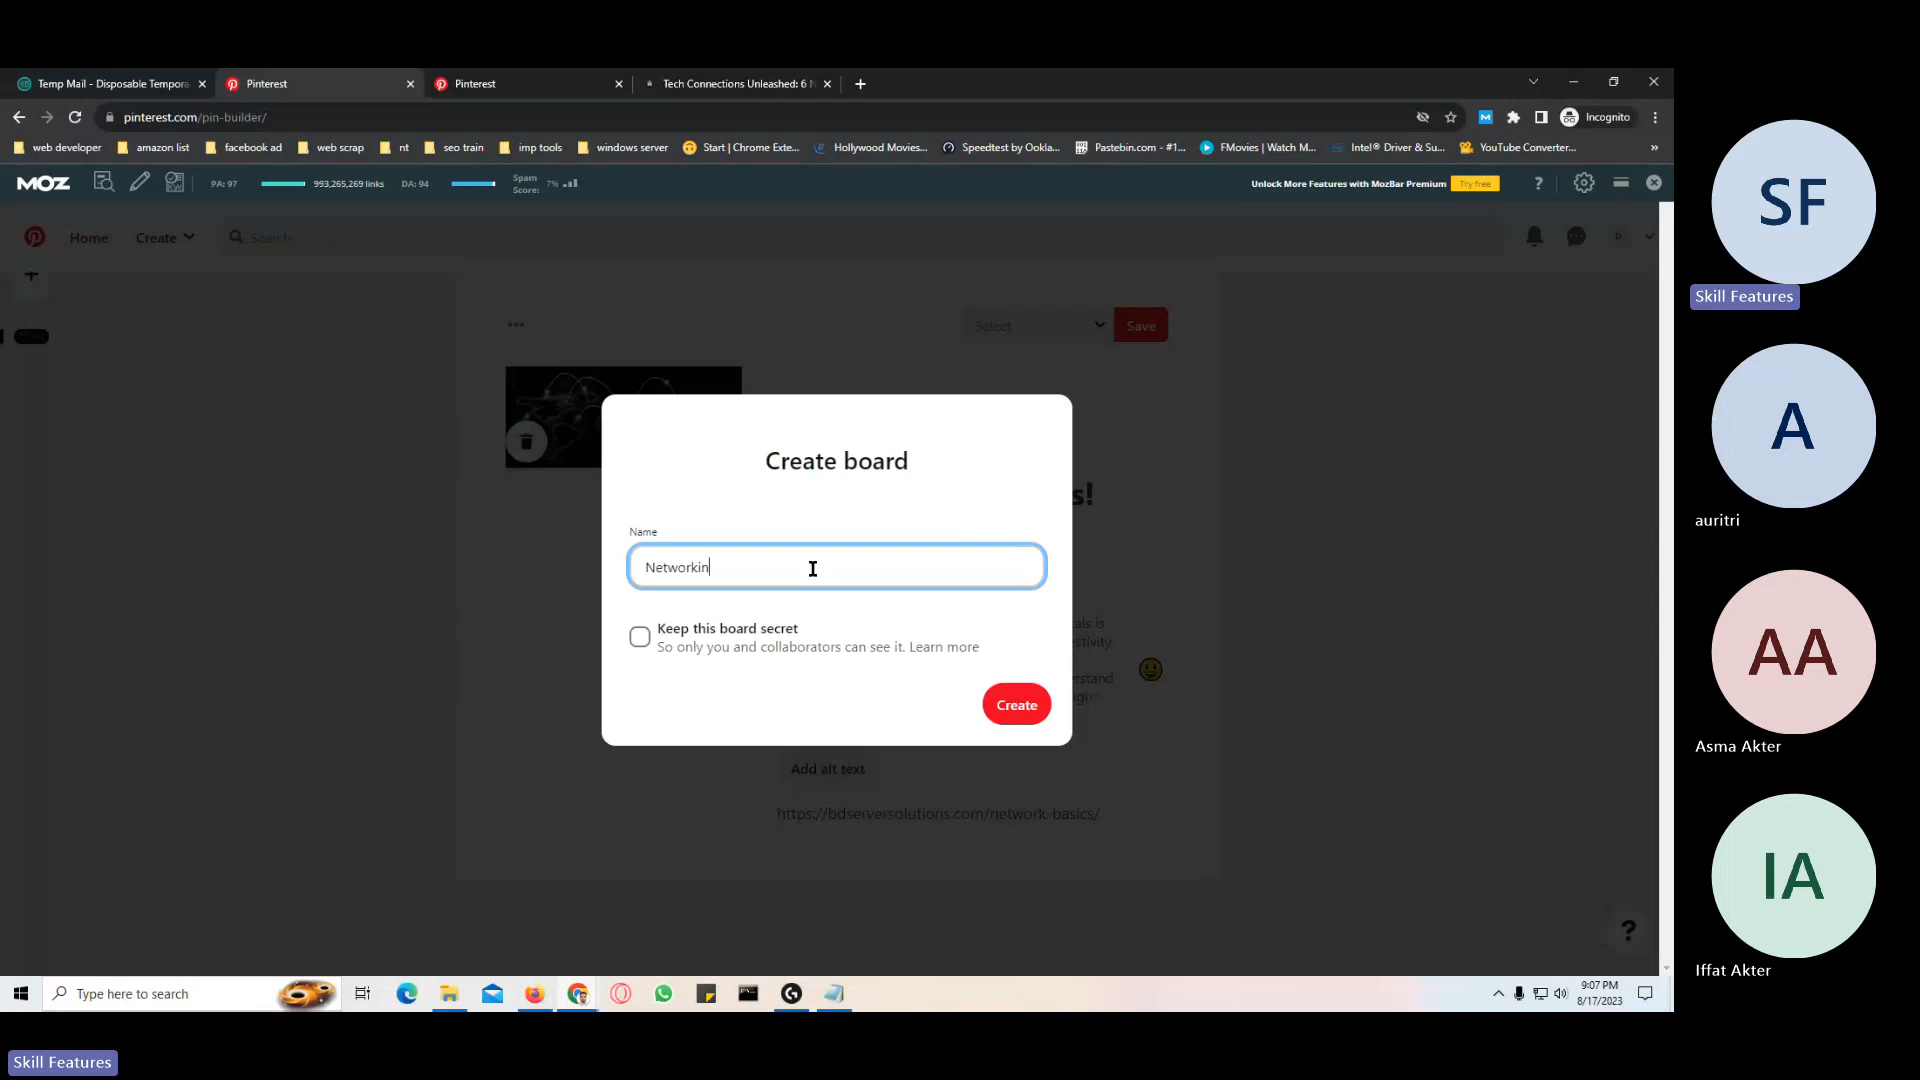 Temp Mail - Disposable Tempora
Pinterest
Pinterest
Tech Connections Unleashed: 6 N
pinterest.com/pin-builder/
Incognito
web developer
amazon list
facebook ad
web scrap
nt
seo train
imp tools
windows server
Start | Chrome Exte...
Hollywood Movies...
Speedtest by Ookla...
Pastebin.com - #1...
FMovies | Watch M...
Intel® Driver & Su...
YouTube Converter...
»
MOZ
PA: 97
993,265,269 links
DA: 94
Spam
Score: 7%
Unlock More Features with MozBar Premium
Try free
?
Home
Create
Search
D
Select
Save
s!
Create board
Name
Networkin
Keep this board secret
So only you and collaborators can see it. Learn more
Create
als is
ctivity.
rstand
ugh
Add alt text
https://bdserversolutions.com/network-basics/
?
Type here to search
9:07 PM
8/17/2023
SF
Skill Features
A
auritri
AA
Asma Akter
IA
Iffat Akter
Skill Features